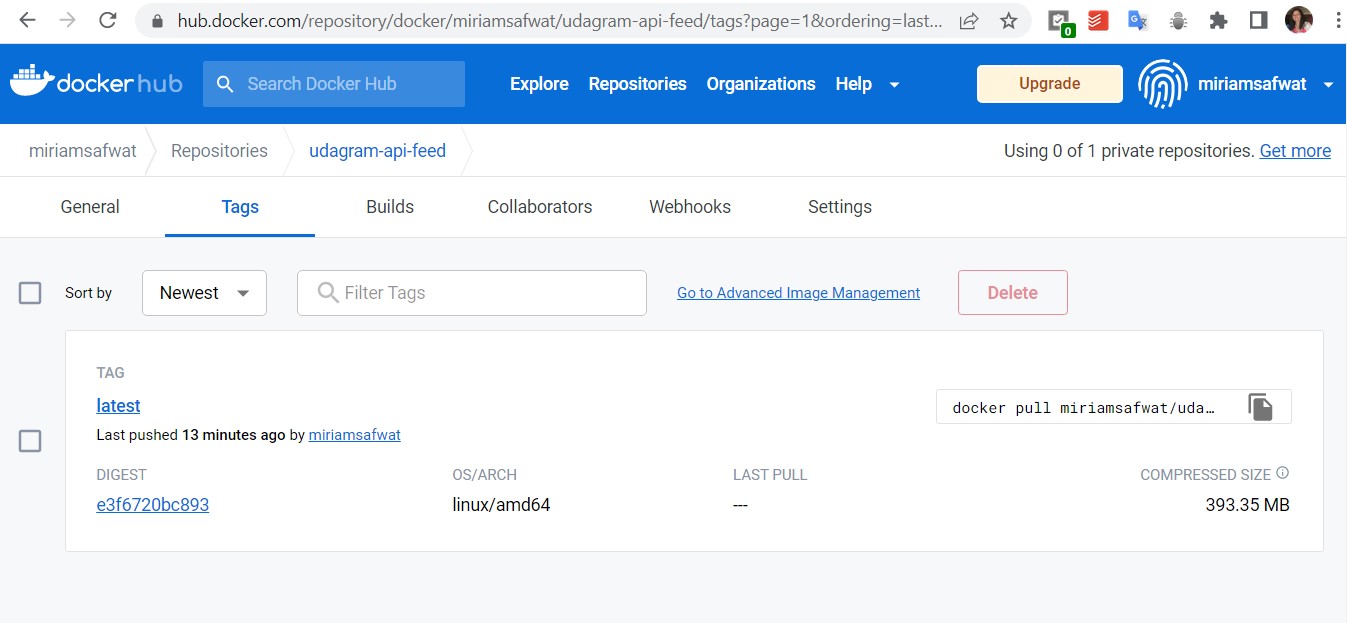 hub.docker.com/repository/docker/miriamsafwat/udagram-api-feed/tags?page=1&ordering=last...
0
dockerhub Search Docker Hub Explore Repositories Organizations Help Upgrade miriamsafwat
miriamsafwat Repositories udagram-api-feed Using 0 of 1 private repositories. Get more
General Tags Builds Collaborators Webhooks Settings
Sort by Newest Filter Tags Go to Advanced Image Management Delete
TAG
latest
docker pull miriamsafwat/uda...
Last pushed 13 minutes ago by miriamsafwat
DIGEST OS/ARCH LAST PULL COMPRESSED SIZE
e3f6720bc893 linux/amd64 --- 393.35 MB